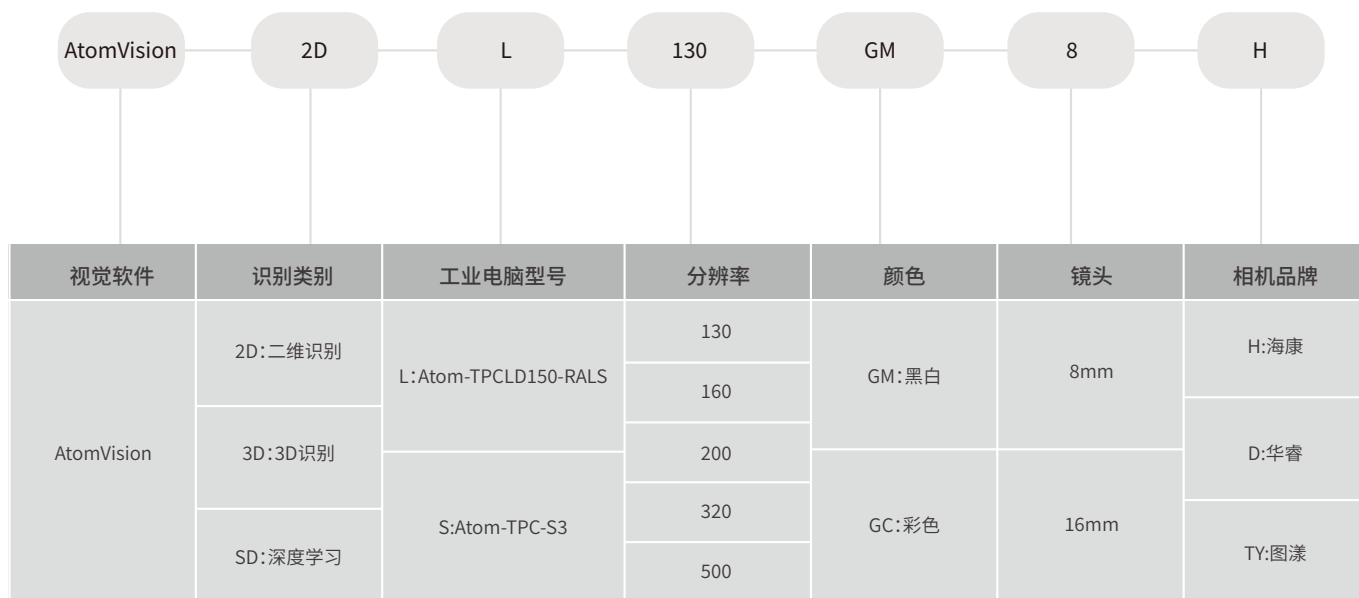 AtomVision
2D
L
130
GM
8
H
视觉软件
识别类别
工业电脑型号
分辨率
颜色
镜头
相机品牌
AtomVision
2D：二维识别
3D：3D识别
SD：深度学习
L：Atom-TPCLD150-RALS
S:Atom-TPC-S3
130
160
200
320
500
GM：黑白
GC：彩色
8mm
16mm
H:海康
D:华睿
TY:图漾